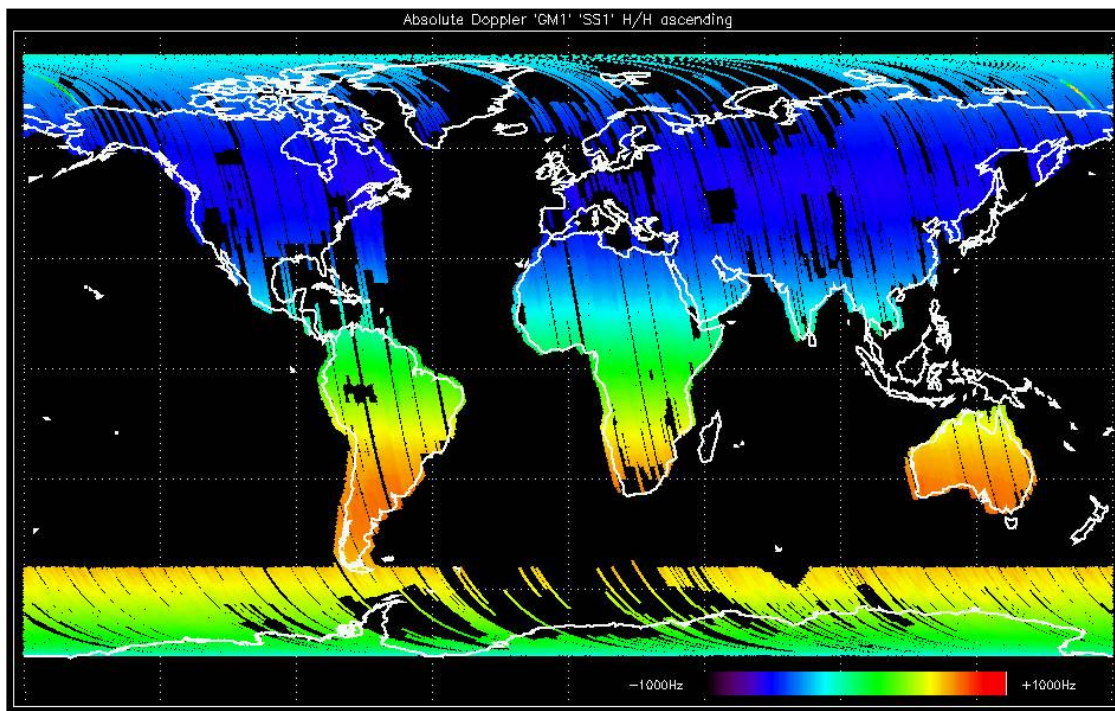 Absolute Doppler 'GM1' 'SS1' H/H ascending
−1000Hz
+1000Hz